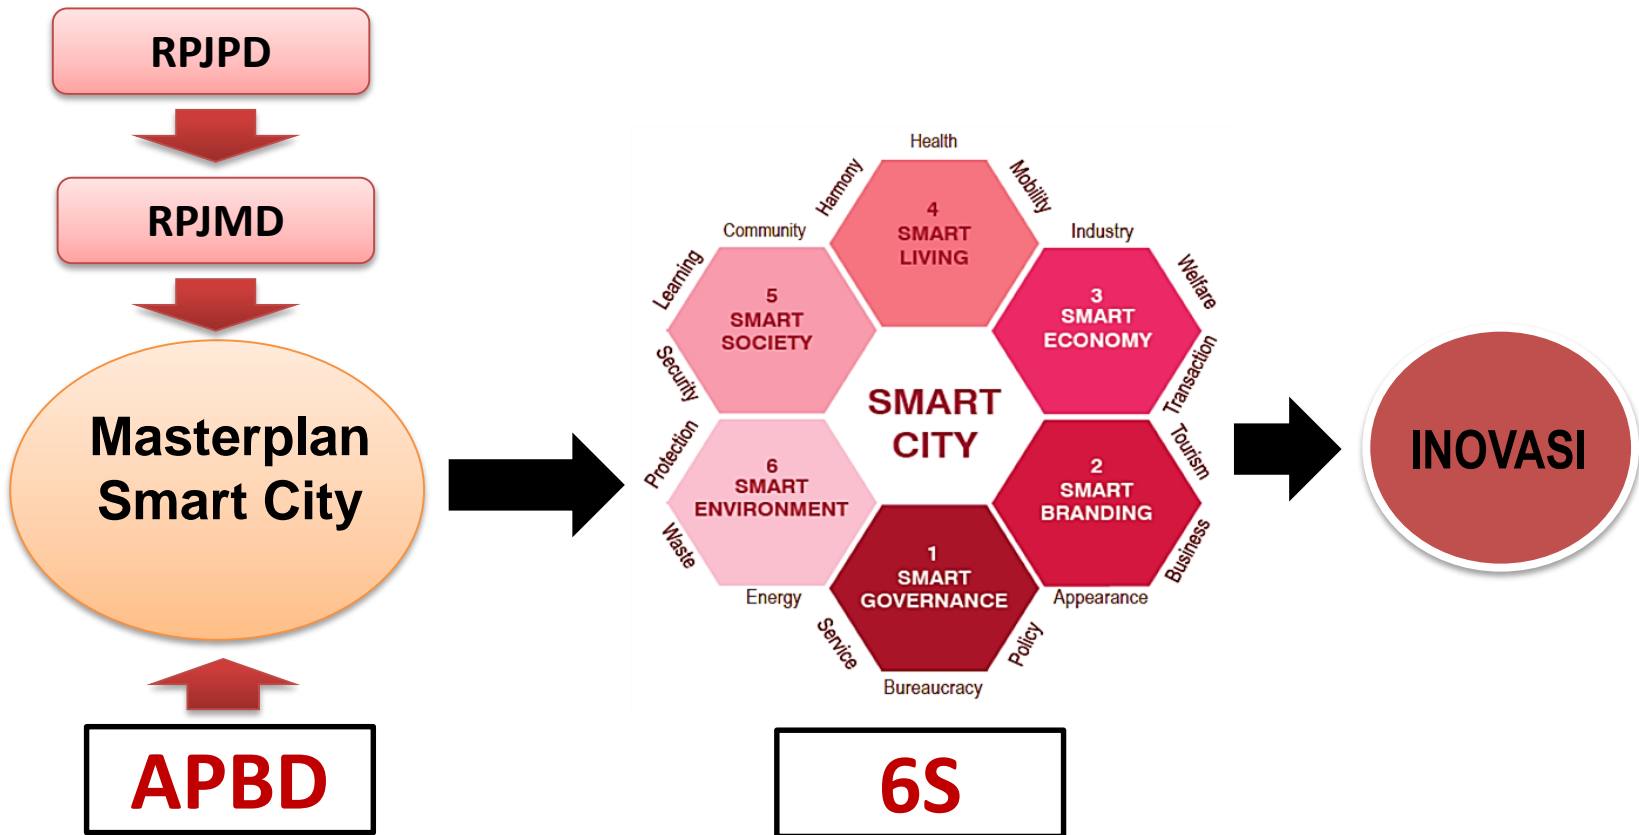 RPJPD
RPJMD
Masterplan
Smart City
APBD
Health
Harmony
Mobility
4
SMART
LIVING
Community
Industry
Learning
Welfare
5
SMART
SOCIETY
3
SMART
ECONOMY
Security
Transaction
SMART
CITY
Protection
Tourism
6
SMART
ENVIRONMENT
2
SMART
BRANDING
Waste
Business
1
SMART
GOVERNANCE
Energy
Appearance
Service
Policy
Bureaucracy
6S
INOVASI